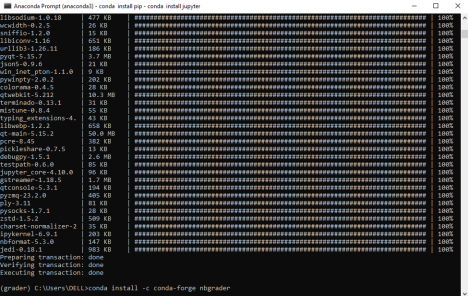 Anaconda Prompt (anaconda3) - conda install pip - conda install jupyter
libsodium-1.0.18 | 477 KB | ############################################################################ | 100%
wcwidth-0.2.5 | 26 KB | ############################################################################ | 100%
sniffio-1.2.0 | 15 KB | ############################################################################ | 100%
libiconv-1.16 | 651 KB | ############################################################################ | 100%
urllib3-1.26.11 | 186 KB | ############################################################################ | 100%
pyqt-5.15.7 | 3.7 MB | ############################################################################ | 100%
json5-0.9.6 | 21 KB | ############################################################################ | 100%
win_inet_pton-1.1.0 | 9 KB | ############################################################################ | 100%
pywinpty-2.0.2 | 202 KB | ############################################################################ | 100%
colorama-0.4.5 | 28 KB | ############################################################################ | 100%
qtwebkit-5.212 | 10.3 MB | ############################################################################ | 100%
terminado-0.13.1 | 31 KB | ############################################################################ | 100%
mistune-0.8.4 | 55 KB | ############################################################################ | 100%
typing_extensions-4. | 43 KB | ############################################################################ | 100%
libwebp-1.2.2 | 658 KB | ############################################################################ | 100%
qt-main-5.15.2 | 50.0 MB | ############################################################################ | 100%
pcre-8.45 | 382 KB | ############################################################################ | 100%
pickleshare-0.7.5 | 13 KB | ############################################################################ | 100%
debugpy-1.5.1 | 2.6 MB | ############################################################################ | 100%
testpath-0.6.0 | 85 KB | ############################################################################ | 100%
jupyter_core-4.10.0 | 96 KB | ############################################################################ | 100%
gstreamer-1.18.5 | 1.7 MB | ############################################################################ | 100%
qtconsole-5.3.1 | 194 KB | ############################################################################ | 100%
pyzmq-23.2.0 | 405 KB | ############################################################################ | 100%
ply-3.11 | 81 KB | ############################################################################ | 100%
pysocks-1.7.1 | 28 KB | ############################################################################ | 100%
zstd-1.5.2 | 509 KB | ############################################################################ | 100%
charset-normalizer-2 | 35 KB | ############################################################################ | 100%
ipykernel-6.9.1 | 203 KB | ############################################################################ | 100%
nbformat-5.3.0 | 147 KB | ############################################################################ | 100%
jedi-0.18.1 | 983 KB | ############################################################################ | 100%
Preparing transaction: done
Verifying transaction: done
Executing transaction: done
(grader) C:\Users\DELL>conda install -c conda-forge nbgrader